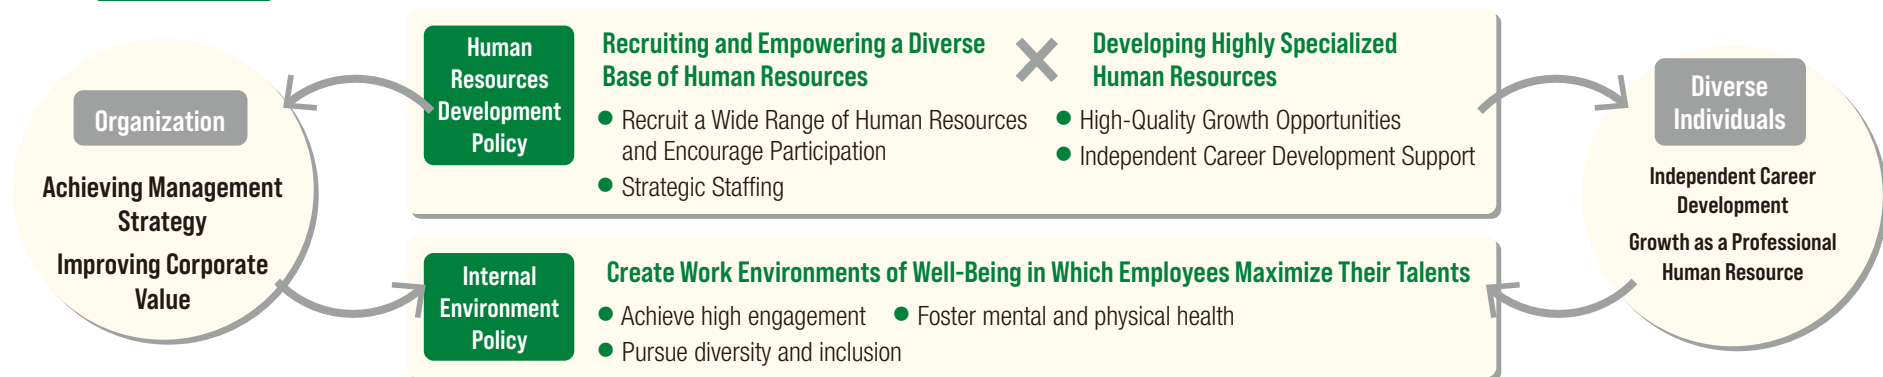 Organization
Achieving Management
Strategy
Improving Corporate
Value
Human
Resources
Development
Policy
Recruiting and Empowering a Diverse
Base of Human Resources
● Recruit a Wide Range of Human Resources
and Encourage Participation
● Strategic Staffing
×
Developing Highly Specialized
Human Resources
● High-Quality Growth Opportunities
● Independent Career Development Support
Internal
Environment
Policy
Create Work Environments of Well-Being in Which Employees Maximize Their Talents
● Achieve high engagement ● Foster mental and physical health
● Pursue diversity and inclusion
Diverse
Individuals
Independent Career
Development
Growth as a Professional
Human Resource